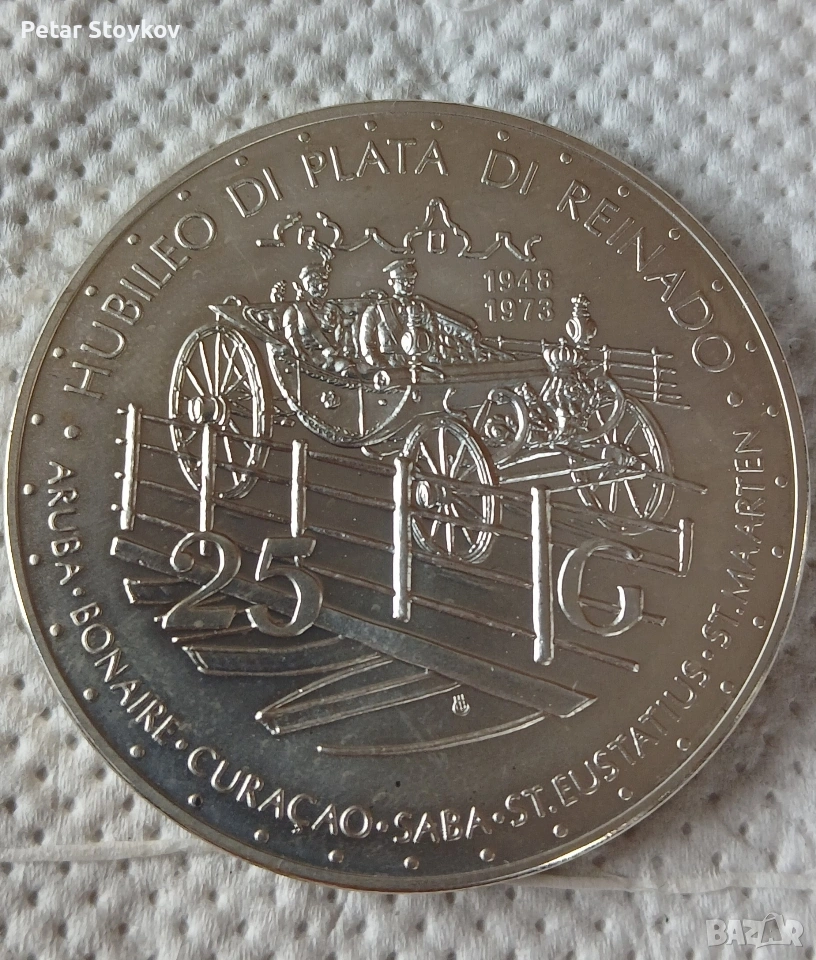 Petar Stoykov
• HUBILEO DI PLATA DI REINADO •
1948
1973
25 G
ARUBA • BONAIRE • CURAÇAO • SABA • ST. EUSTATIUS • ST. MAARTEN
BAZAR